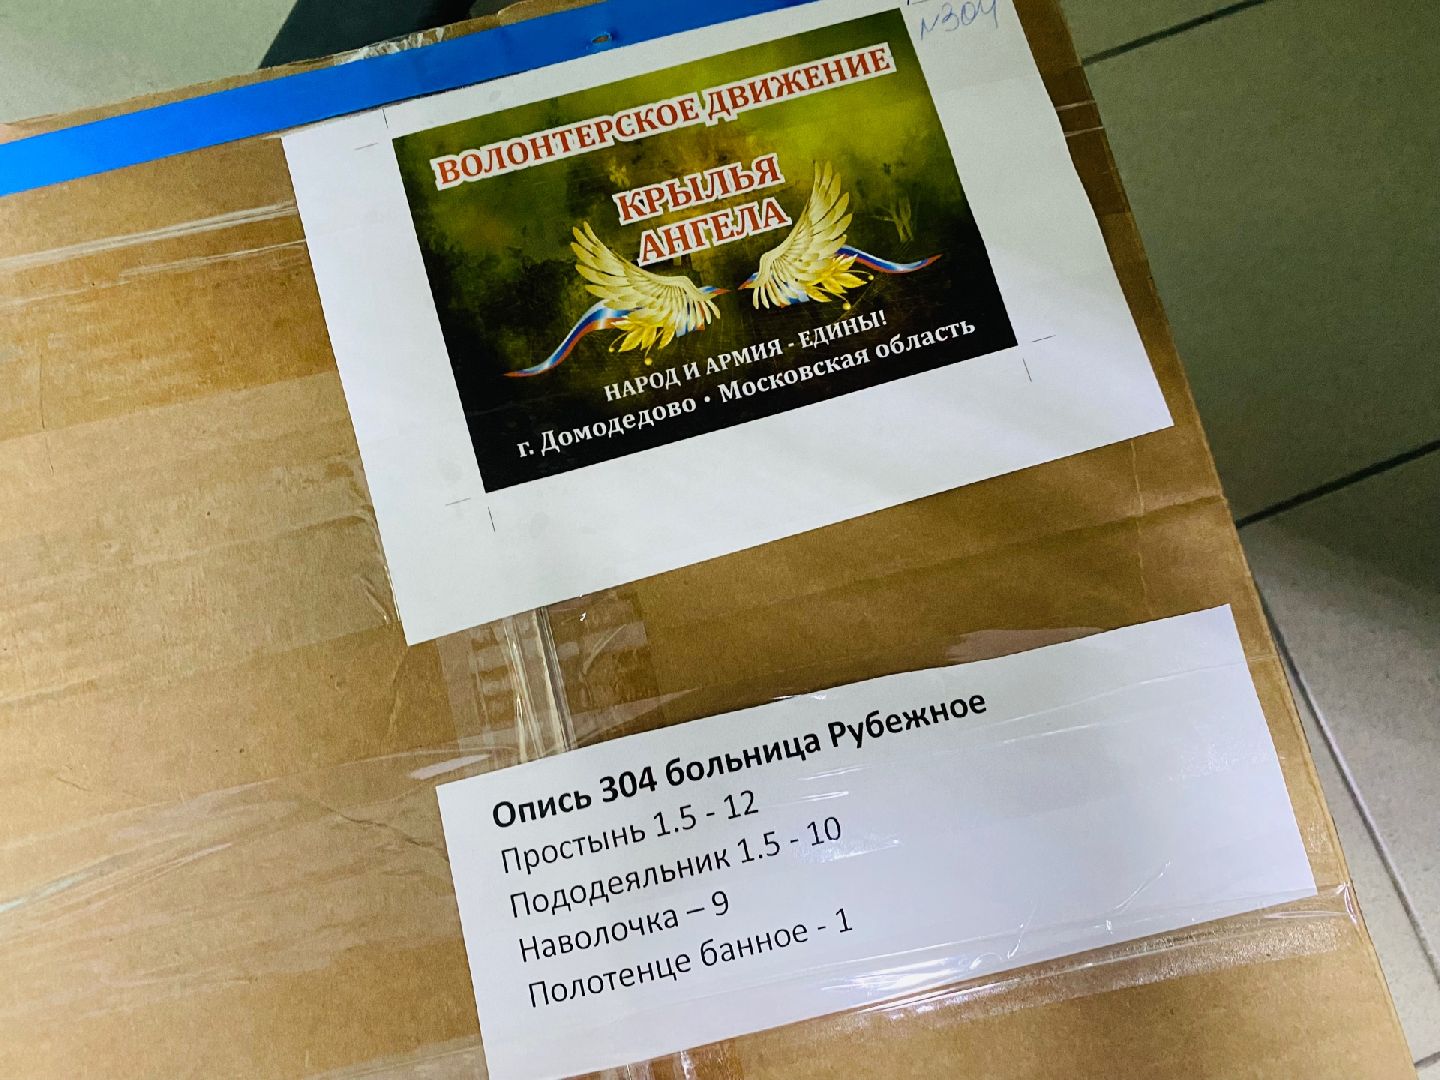 №304
ВОЛОНТЕРСКОЕ ДВИЖЕНИЕ
КРЫЛЬЯ
АНГЕЛА
НАРОД И АРМИЯ - ЕДИНЫ!
г. Домодедово • Московская область
Опись 304 больница Рубежное
Простынь 1.5 - 12
Пододеяльник 1.5 - 10
Наволочка – 9
Полотенце банное - 1